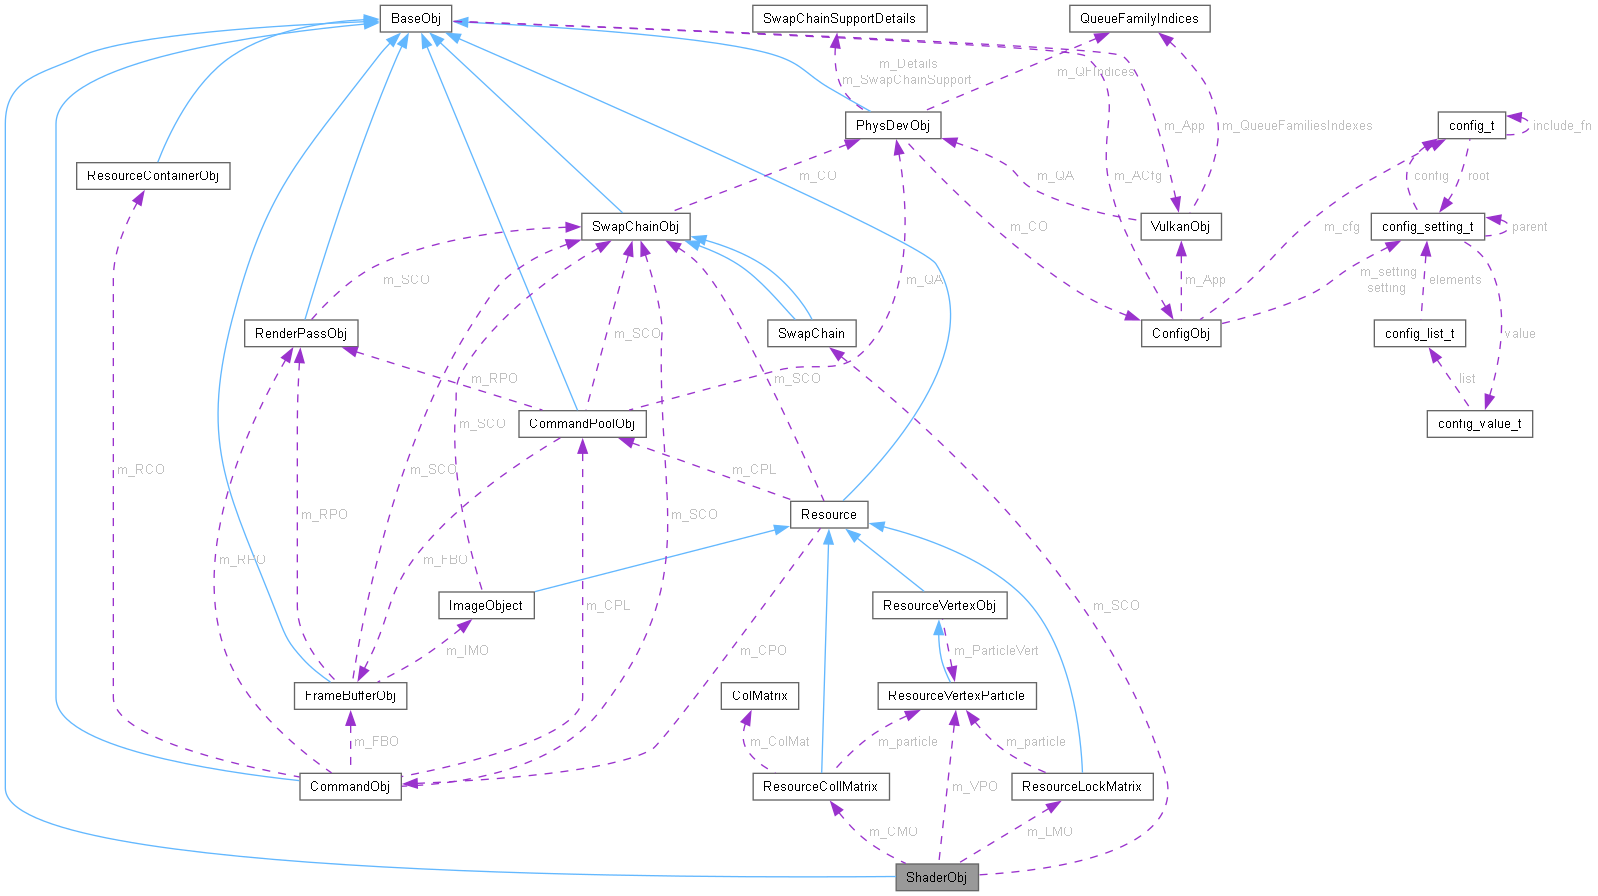 BaseObj
SwapChainSupportDetails
QueueFamilyIndices
m_Details
m_SwapChainSupport
m_QFIndices
PhysDevObj
m_App
m_QueueFamiliesIndexes
config_t
include_fn
ResourceContainerObj
m_CO
m_QA
m_ACfg
config
root
SwapChainObj
VulkanObj
m_CO
m_cfg
config_setting_t
parent
m_SCO
m_QA
m_App
m_setting
setting
elements
RenderPassObj
m_SCO
SwapChain
ConfigObj
config_list_t
value
m_RPO
m_SCO
list
m_SCO
CommandPoolObj
config_value_t
m_RCO
m_SCO
m_CPL
m_RPO
m_SCO
Resource
m_RPO
m_FBO
ImageObject
m_CPL
ResourceVertexObj
m_SCO
m_IMO
m_CPO
m_ParticleVert
FrameBufferObj
ColMatrix
ResourceVertexParticle
m_FBO
m_ColMat
m_particle
m_particle
CommandObj
ResourceCollMatrix
m_VPO
ResourceLockMatrix
m_CMO
m_LMO
ShaderObj